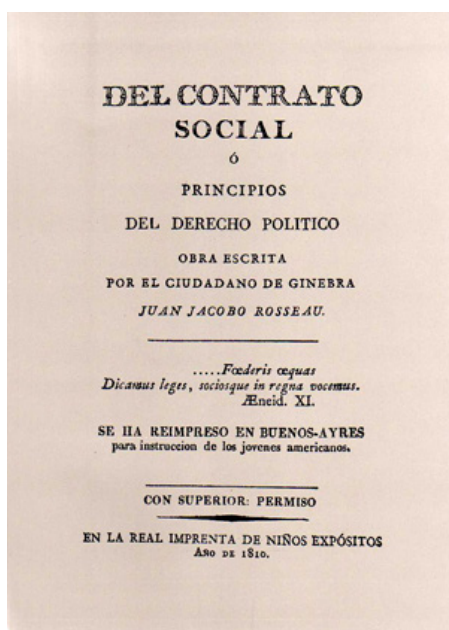 DEL CONTRATO
SOCIAL
Ó
PRINCIPIOS
DEL DERECHO POLITICO
OBRA ESCRITA
POR EL CIUDADANO DE GINEBRA
JUAN JACOBO ROSSEAU.
.....Fœderis œquas
Dicamus leges, sociosque in regna vocemus.
Æneid. XI.
SE HA REIMPRESO EN BUENOS-AYRES
para instruccion de los jovenes americanos.
CON SUPERIOR: PERMISO
EN LA REAL IMPRENTA DE NIÑOS EXPÓSITOS
AÑO DE 1810.